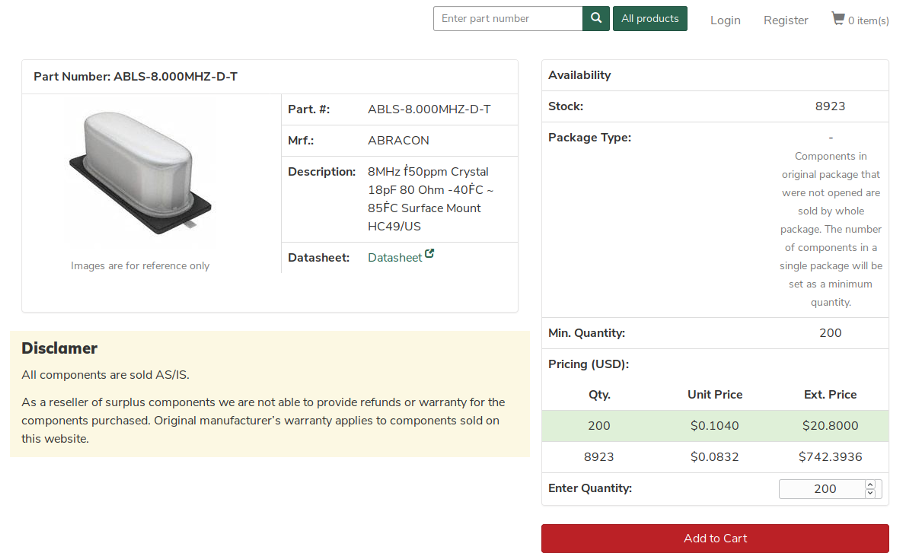 Enter part number
All products
Login
Register
0 item(s)
Part Number: ABLS-8.000MHZ-D-T
Images are for reference only
Part. #: ABLS-8.000MHZ-D-T
Mrf.: ABRACON
Description: 8MHz ḟ50ppm Crystal
18pF 80 Ohm -40ḞC ~
85ḞC Surface Mount
HC49/US
Datasheet: Datasheet
Disclamer
All components are sold AS/IS.
As a reseller of surplus components we are not able to provide refunds or warranty for the
components purchased. Original manufacturer’s warranty applies to components sold on
this website.
Availability
Stock: 8923
Package Type: -
Components in
original package that
were not opened are
sold by whole
package. The number
of components in a
single package will be
set as a minimum
quantity.
Min. Quantity: 200
Pricing (USD):
Qty. Unit Price Ext. Price
200 $0.1040 $20.8000
8923 $0.0832 $742.3936
Enter Quantity: 200
Add to Cart